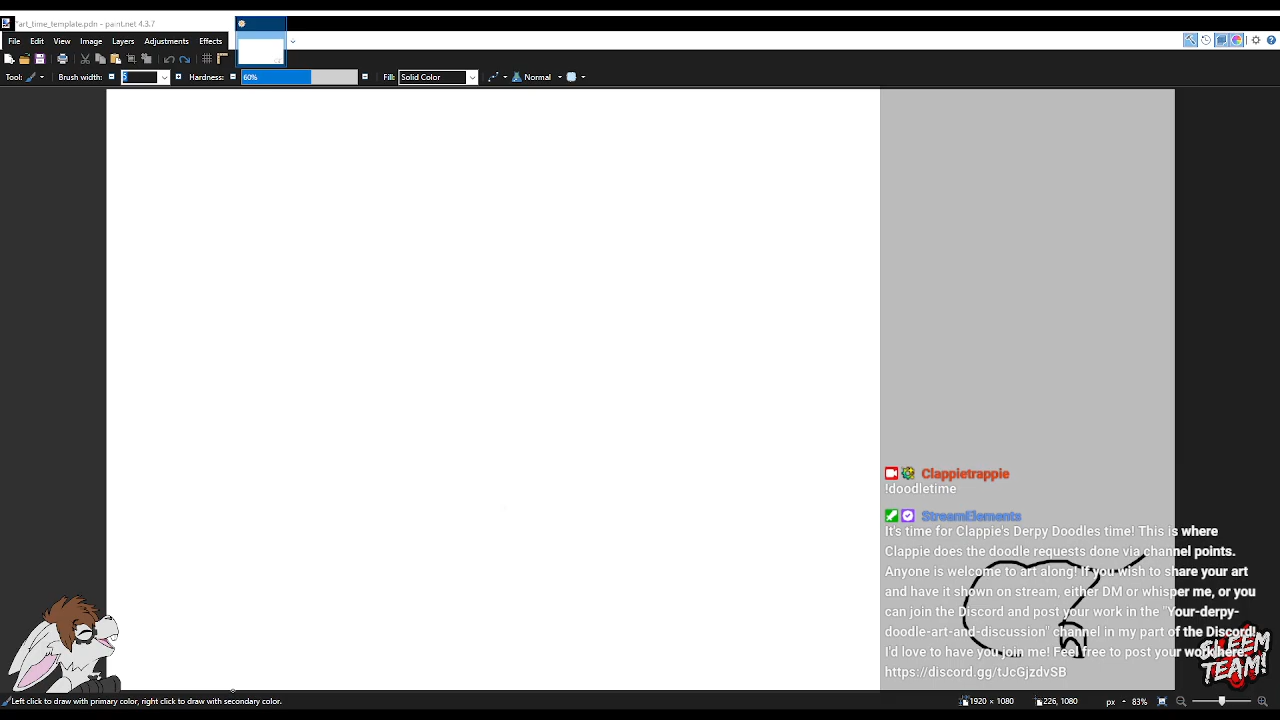 *art_time_template.pdn - paint.net 4.3.7
File Edit View Image Layers Adjustments Effects
Tool: Brush width: 5 Hardness: 60% Fill: Solid Color Normal
Clappietrappie
!doodletime
StreamElements
It's time for Clappie's Derpy Doodles time! This is where
Clappie does the doodle requests done via channel points.
Anyone is welcome to art along! If you wish to share your art
and have it shown on stream, either DM or whisper me, or you
can join the Discord and post your work in the "Your-derpy-
doodle-art-and-discussion" channel in my part of the Discord!
I'd love to have you join me! Feel free to post your work here:
https://discord.gg/tJcGjzdvSB
GLEEM
TEAM!
Left click to draw with primary color, right click to draw with secondary color. 1920 × 1080 226, 1080 px 83%